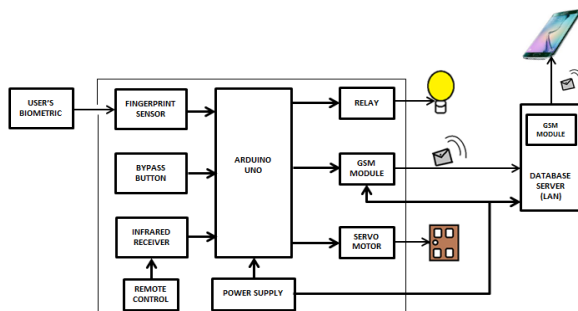 USER'S
BIOMETRIC
FINGERPRINT
SENSOR
BYPASS
BUTTON
INFRARED
RECEIVER
REMOTE
CONTROL
ARDUINO
UNO
POWER SUPPLY
RELAY
GSM
MODULE
SERVO
MOTOR
GSM
MODULE
DATABASE
SERVER
(LAN)